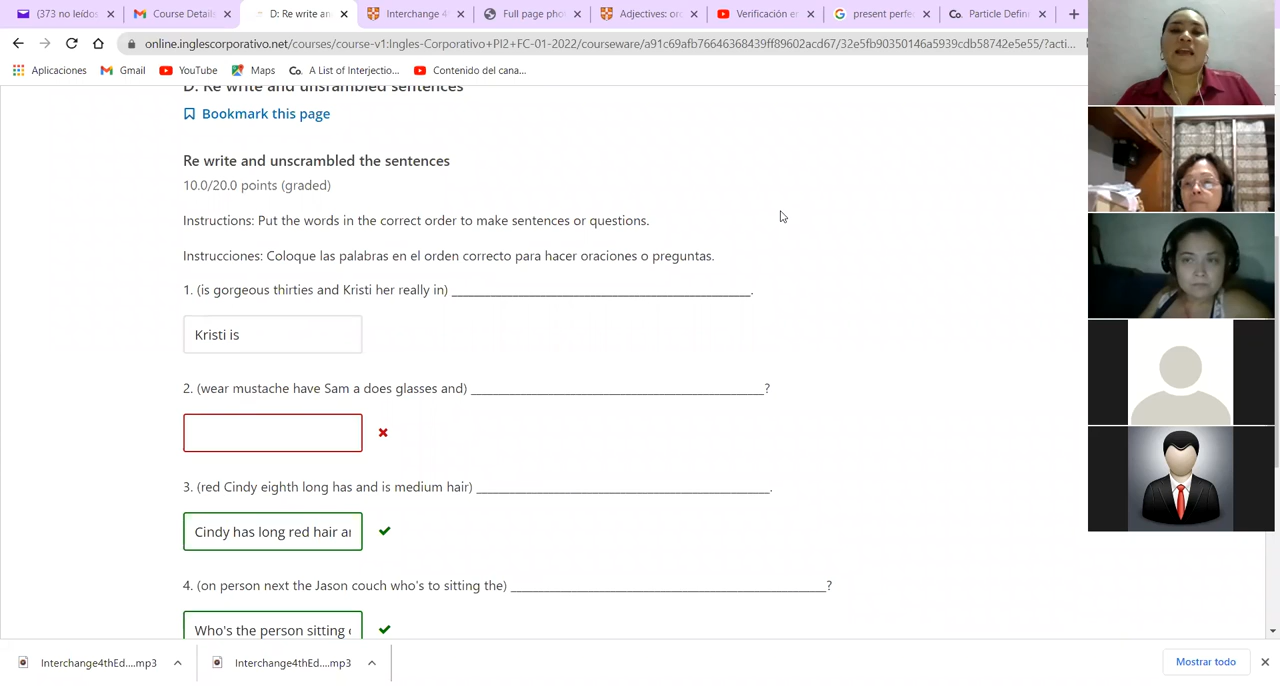 (373 no leídos)
Course Details
D: Re write an
Interchange 4
Full page pho
Adjectives: or
Verificación e
present perfe
Particle Defini
online.inglescorporativo.net/courses/course-v1:Ingles-Corporativo+PI2+FC-01-2022/courseware/a91c69afb76646368439ff89602acd67/32e5fb90350146a5939cdb58742e5e55/?acti...
Aplicaciones
Gmail
YouTube
Maps
Co. A List of Interjectio...
Contenido del cana...
D. Re write and unsrambled sentences
Bookmark this page
Re write and unscrambled the sentences
10.0/20.0 points (graded)
Instructions: Put the words in the correct order to make sentences or questions.
Instrucciones: Coloque las palabras en el orden correcto para hacer oraciones o preguntas.
1. (is gorgeous thirties and Kristi her really in) ______________________________________.
Kristi is
2. (wear mustache have Sam a does glasses and) ______________________________________?
3. (red Cindy eighth long has and is medium hair) ______________________________________.
Cindy has long red hair a
4. (on person next the Jason couch who's to sitting the) ________________________________________?
Who's the person sitting
Interchange4thEd....mp3
Interchange4thEd....mp3
Mostrar todo